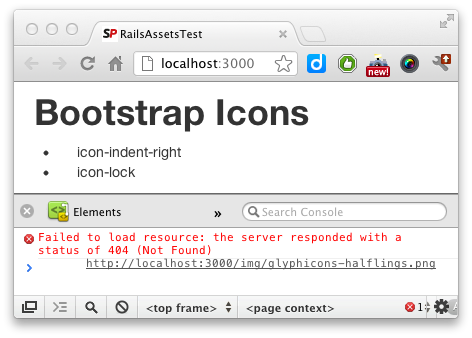 SP RailsAssetsTest
localhost:3000
new!
Bootstrap Icons
• icon-indent-right
• icon-lock
Elements
»
Search Console
Failed to load resource: the server responded with a
status of 404 (Not Found)
http://localhost:3000/img/glyphicons-halflings.png
<top frame>
<page context>
1